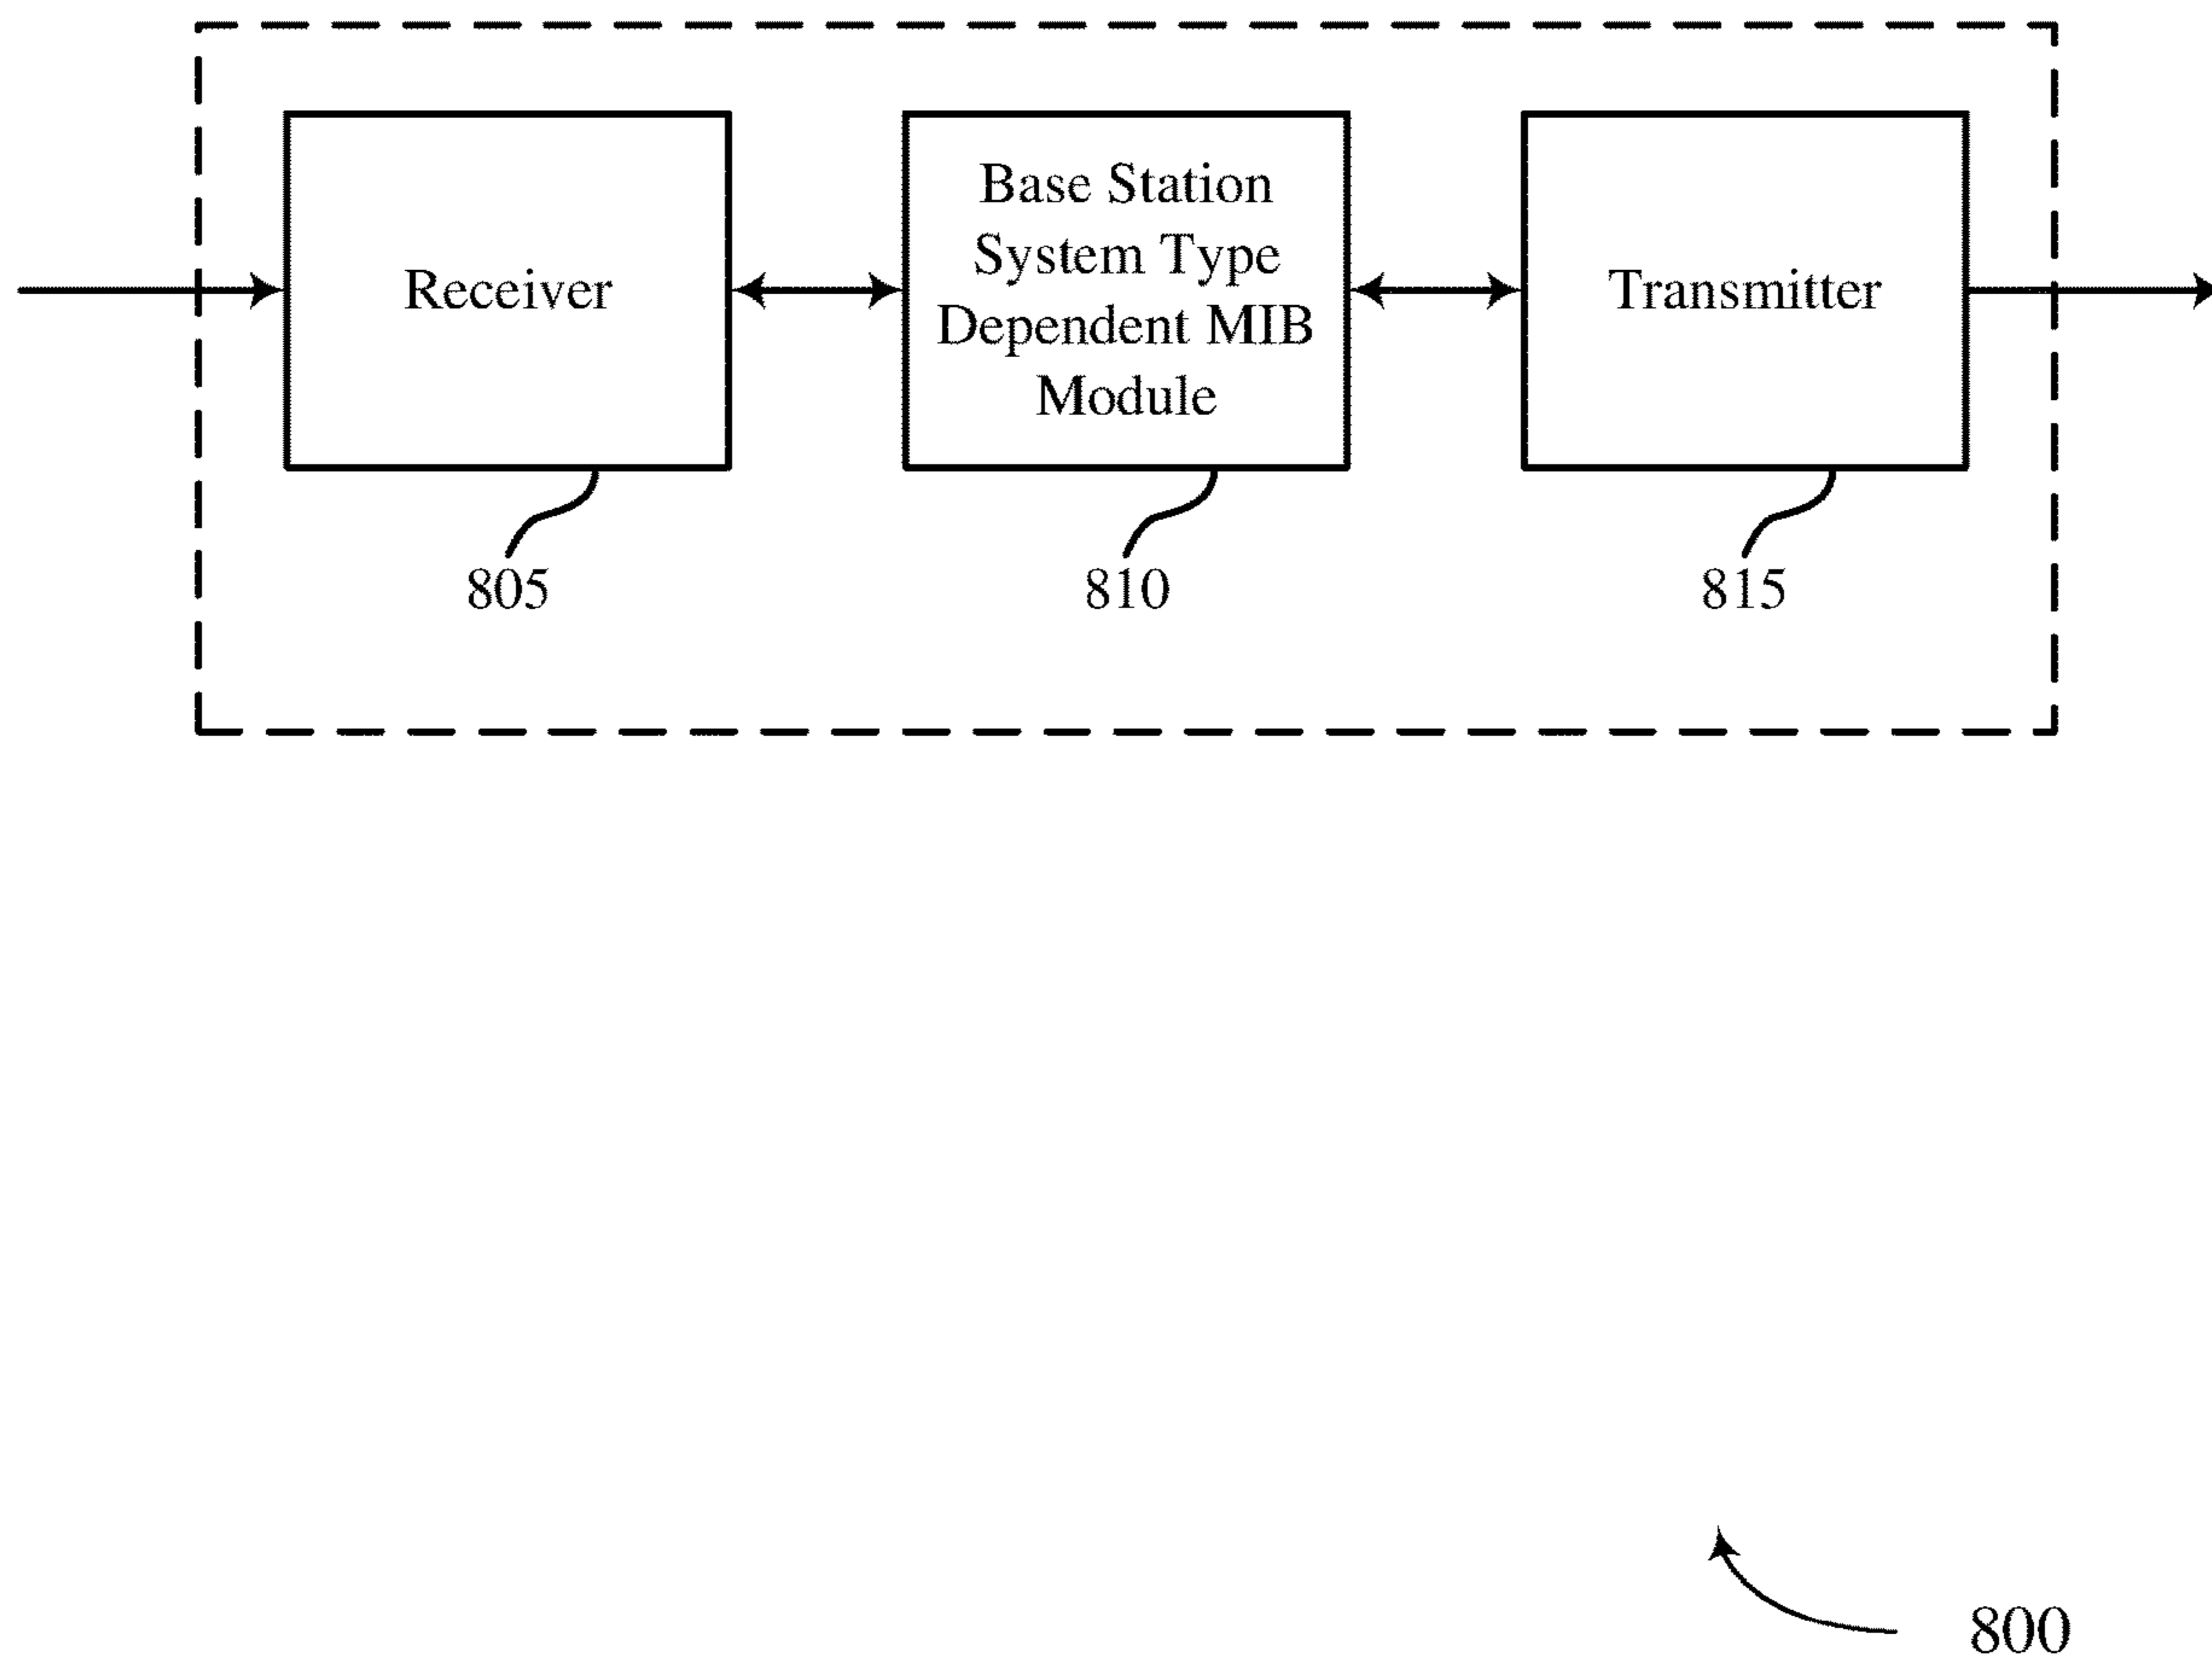 Receiver
Base Station
System Type
Dependent MIB
Module
Transmitter
805
810
815
800